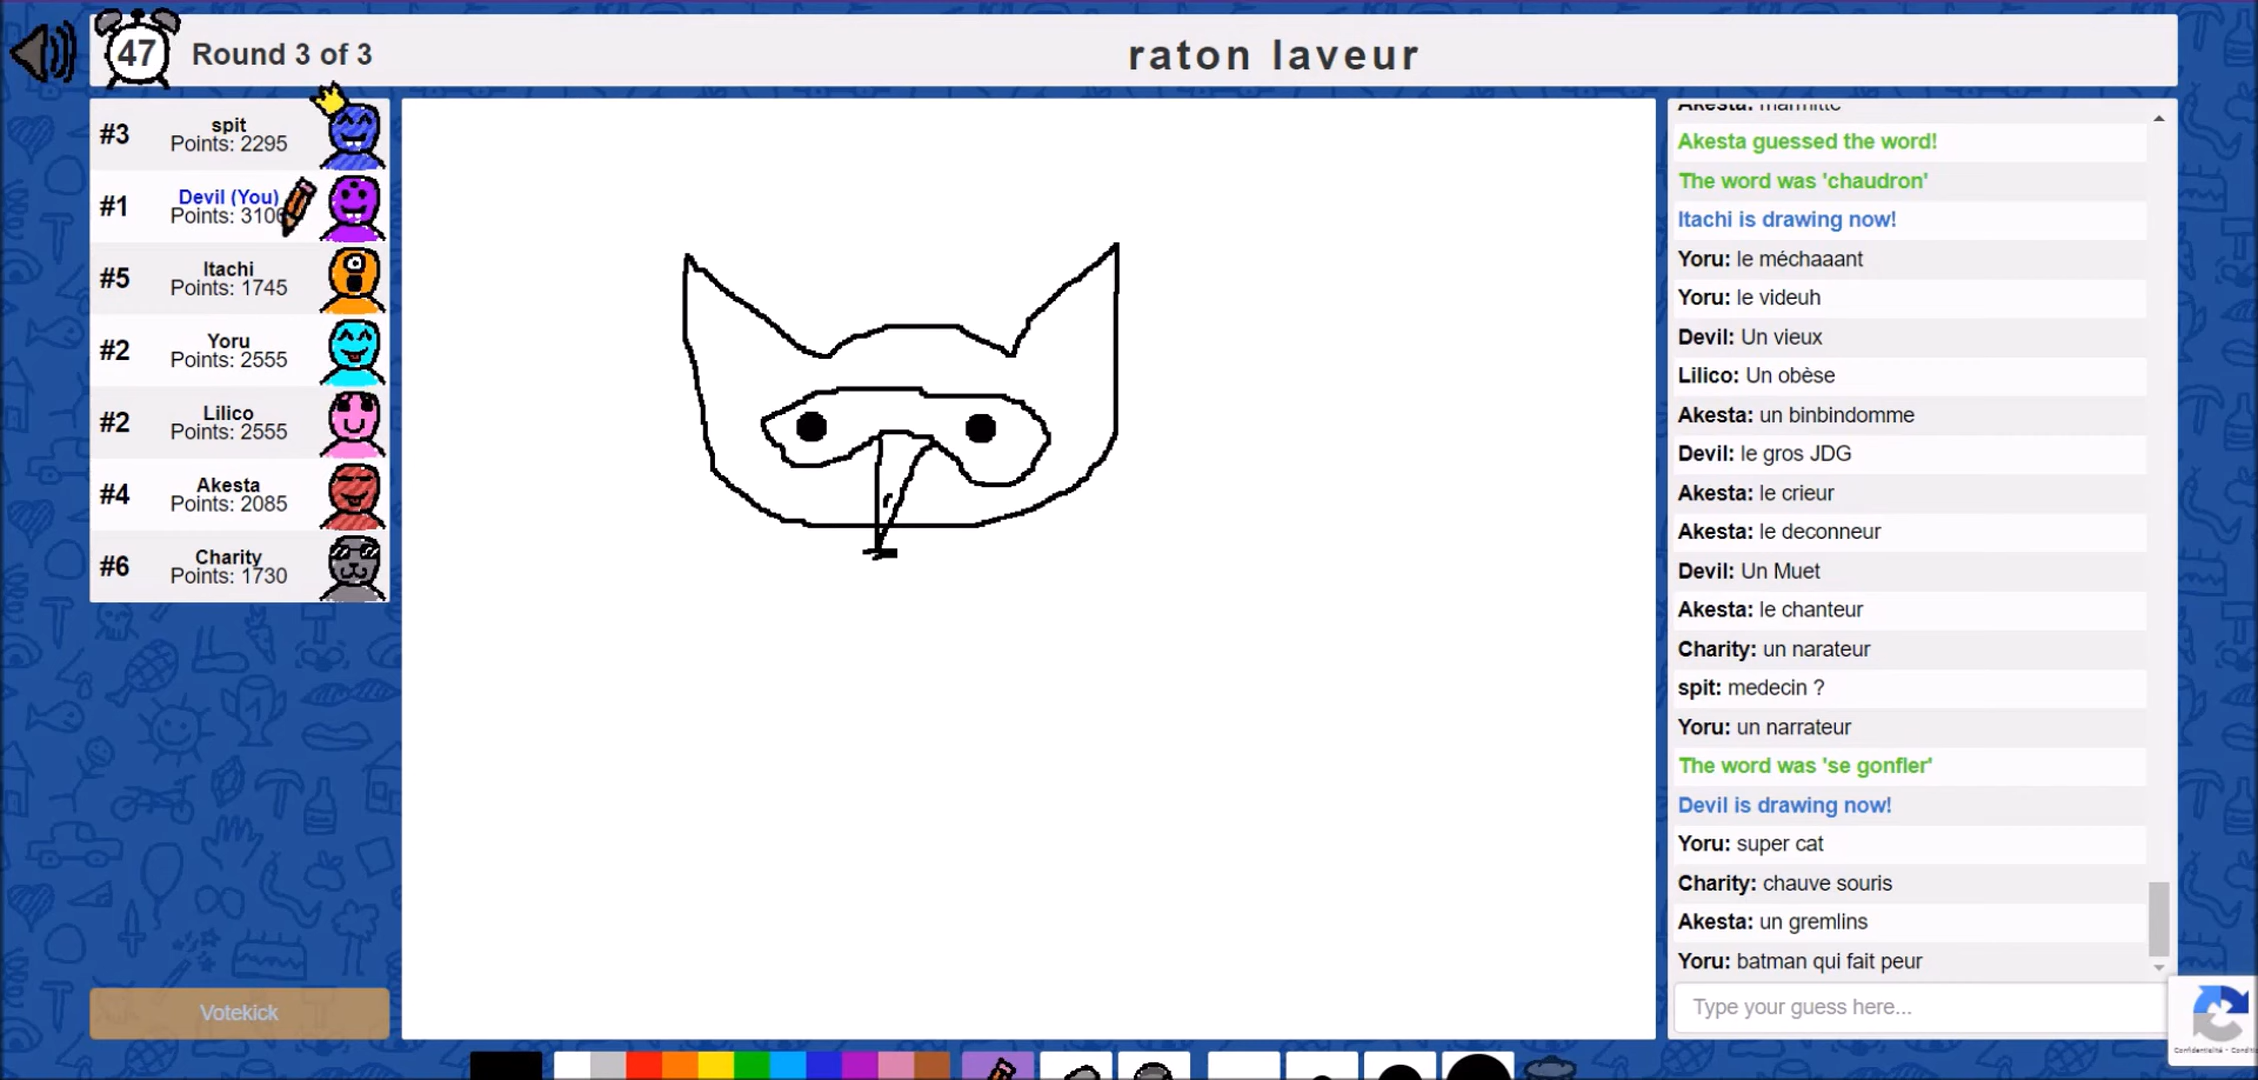 47
Round 3 of 3
raton laveur
#3
spit
Points: 2295
#1
Devil (You)
Points: 3106
#5
Itachi
Points: 1745
#2
Yoru
Points: 2555
#2
Lilico
Points: 2555
#4
Akesta
Points: 2085
#6
Charity
Points: 1730
Votekick
Akesta: marmitte
Akesta guessed the word!
The word was 'chaudron'
Itachi is drawing now!
Yoru: le méchaaant
Yoru: le videuh
Devil: Un vieux
Lilico: Un obèse
Akesta: un binbindomme
Devil: le gros JDG
Akesta: le crieur
Akesta: le deconneur
Devil: Un Muet
Akesta: le chanteur
Charity: un narateur
spit: medecin ?
Yoru: un narrateur
The word was 'se gonfler'
Devil is drawing now!
Yoru: super cat
Charity: chauve souris
Akesta: un gremlins
Yoru: batman qui fait peur
Type your guess here...